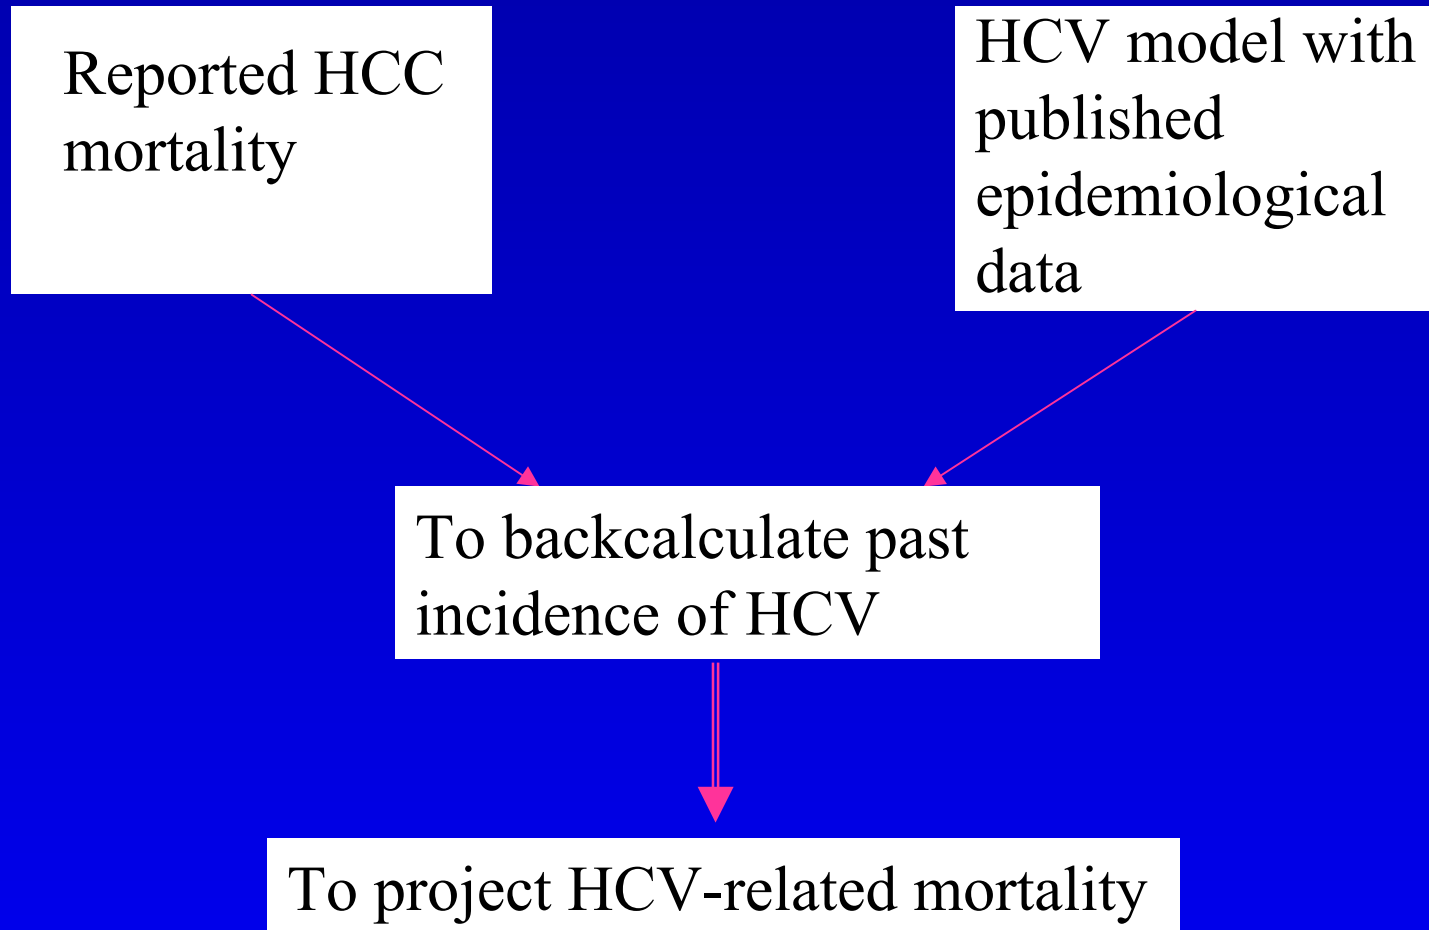 Reported HCC
mortality
HCV model with
published
epidemiological
data
To backcalculate past
incidence of HCV
To project HCV-related mortality